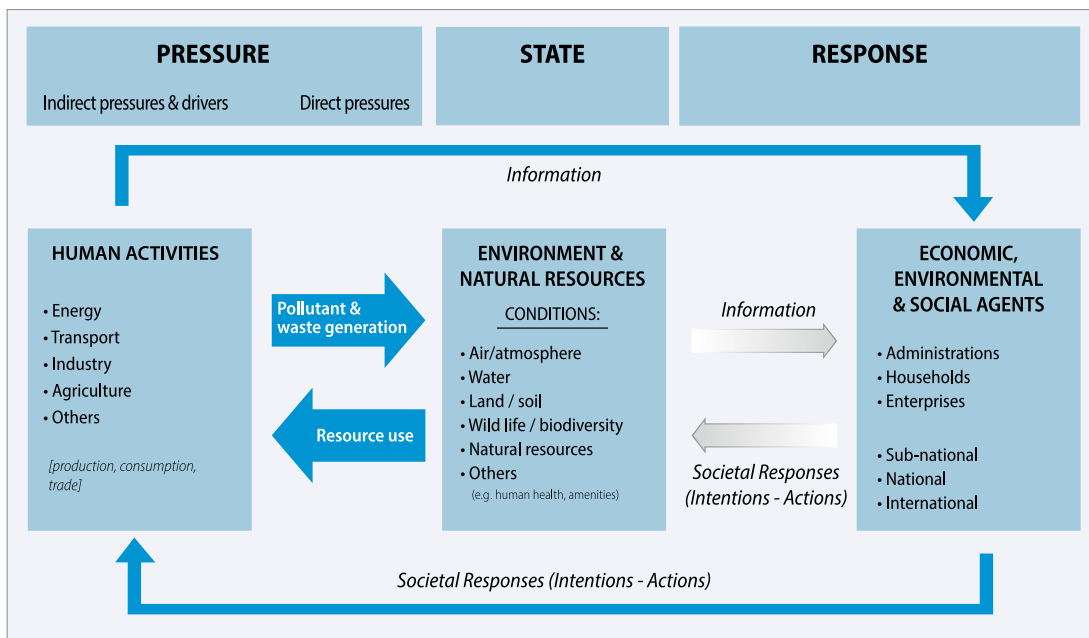 PRESSURE
Indirect pressures & drivers
Direct pressures
STATE
RESPONSE
Information
HUMAN ACTIVITIES
• Energy
• Transport
• Industry
• Agriculture
• Others
[production, consumption,
trade]
Pollutant &
waste generation
Resource use
ENVIRONMENT &
NATURAL RESOURCES
CONDITIONS:
• Air/atmosphere
• Water
• Land / soil
• Wild life / biodiversity
• Natural resources
• Others
(e.g. human health, amenities)
Information
Societal Responses
(Intentions - Actions)
ECONOMIC,
ENVIRONMENTAL
& SOCIAL AGENTS
• Administrations
• Households
• Enterprises
• Sub-national
• National
• International
Societal Responses (Intentions - Actions)